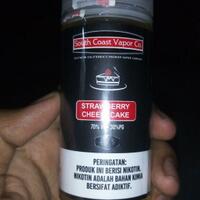 South Coast Vapor Co.
STRAWBERRY
CHEESECAKE
70% VG 30%PG
PERINGATAN:
PRODUK INI BERISI NIKOTIN.
NIKOTIN ADALAH BAHAN KIMIA
BERSIFAT ADIKTIF.